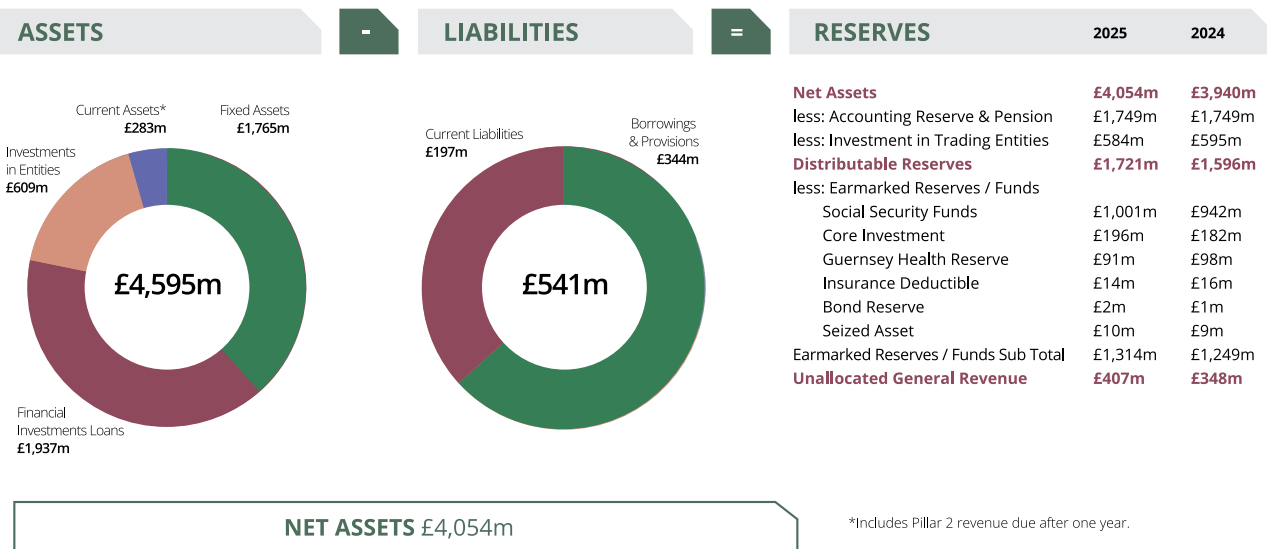 ASSETS
-
LIABILITIES
=
RESERVES 2025 2024
Current Assets*
£283m
Fixed Assets
£1,765m
Investments
in Entities
£609m
£4,595m
Financial
Investments Loans
£1,937m
Current Liabilities
£197m
Borrowings
& Provisions
£344m
£541m
Net Assets £4,054m £3,940m
less: Accounting Reserve & Pension £1,749m £1,749m
less: Investment in Trading Entities £584m £595m
Distributable Reserves £1,721m £1,596m
less: Earmarked Reserves / Funds
Social Security Funds £1,001m £942m
Core Investment £196m £182m
Guernsey Health Reserve £91m £98m
Insurance Deductible £14m £16m
Bond Reserve £2m £1m
Seized Asset £10m £9m
Earmarked Reserves / Funds Sub Total £1,314m £1,249m
Unallocated General Revenue £407m £348m
NET ASSETS £4,054m
*Includes Pillar 2 revenue due after one year.